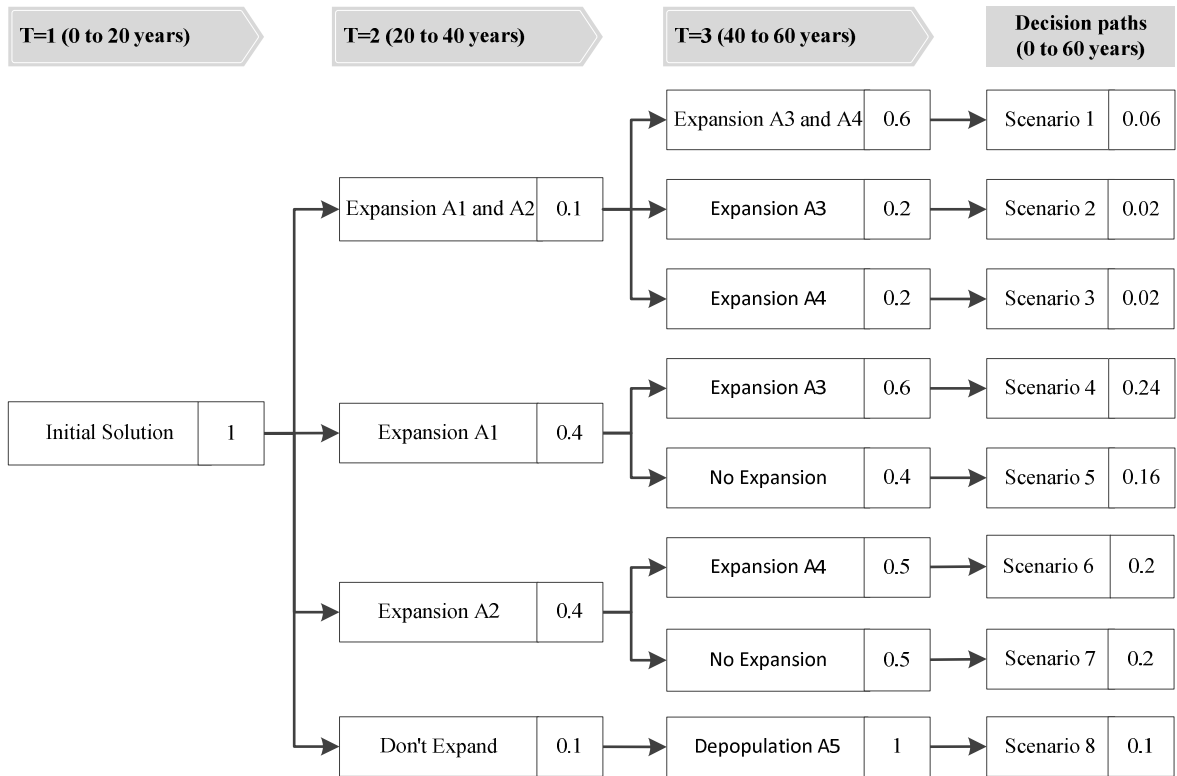 T=1 (0 to 20 years)
T=2 (20 to 40 years)
T=3 (40 to 60 years)
Decision paths
(0 to 60 years)
Expansion A3 and A4 0.6
Scenario 1 0.06
Expansion A1 and A2 0.1
Expansion A3 0.2
Scenario 2 0.02
Expansion A4 0.2
Scenario 3 0.02
Expansion A3 0.6
Scenario 4 0.24
Initial Solution 1
Expansion A1 0.4
No Expansion 0.4
Scenario 5 0.16
Expansion A4 0.5
Scenario 6 0.2
Expansion A2 0.4
No Expansion 0.5
Scenario 7 0.2
Don't Expand 0.1
Depopulation A5 1
Scenario 8 0.1